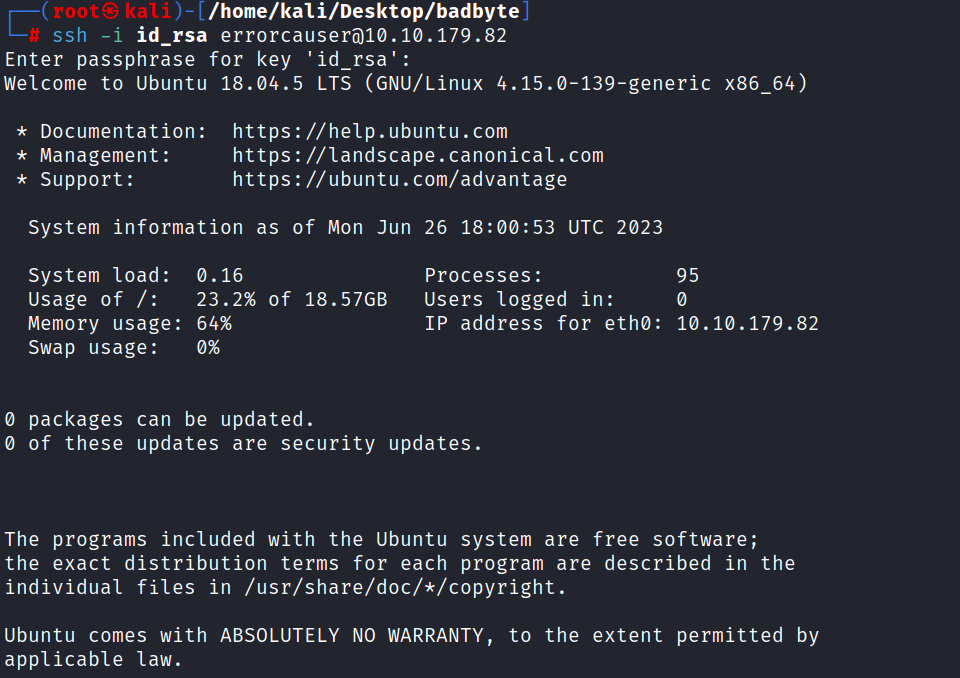 ┌──(root㉿kali)-[/home/kali/Desktop/badbyte]
└─# ssh -i id_rsa errorcauser@10.10.179.82
Enter passphrase for key 'id_rsa':
Welcome to Ubuntu 18.04.5 LTS (GNU/Linux 4.15.0-139-generic x86_64)

 * Documentation:  https://help.ubuntu.com
 * Management:     https://landscape.canonical.com
 * Support:        https://ubuntu.com/advantage

  System information as of Mon Jun 26 18:00:53 UTC 2023

  System load:  0.16               Processes:           95
  Usage of /:   23.2% of 18.57GB   Users logged in:     0
  Memory usage: 64%                IP address for eth0: 10.10.179.82
  Swap usage:   0%


0 packages can be updated.
0 of these updates are security updates.



The programs included with the Ubuntu system are free software;
the exact distribution terms for each program are described in the
individual files in /usr/share/doc/*/copyright.

Ubuntu comes with ABSOLUTELY NO WARRANTY, to the extent permitted by
applicable law.